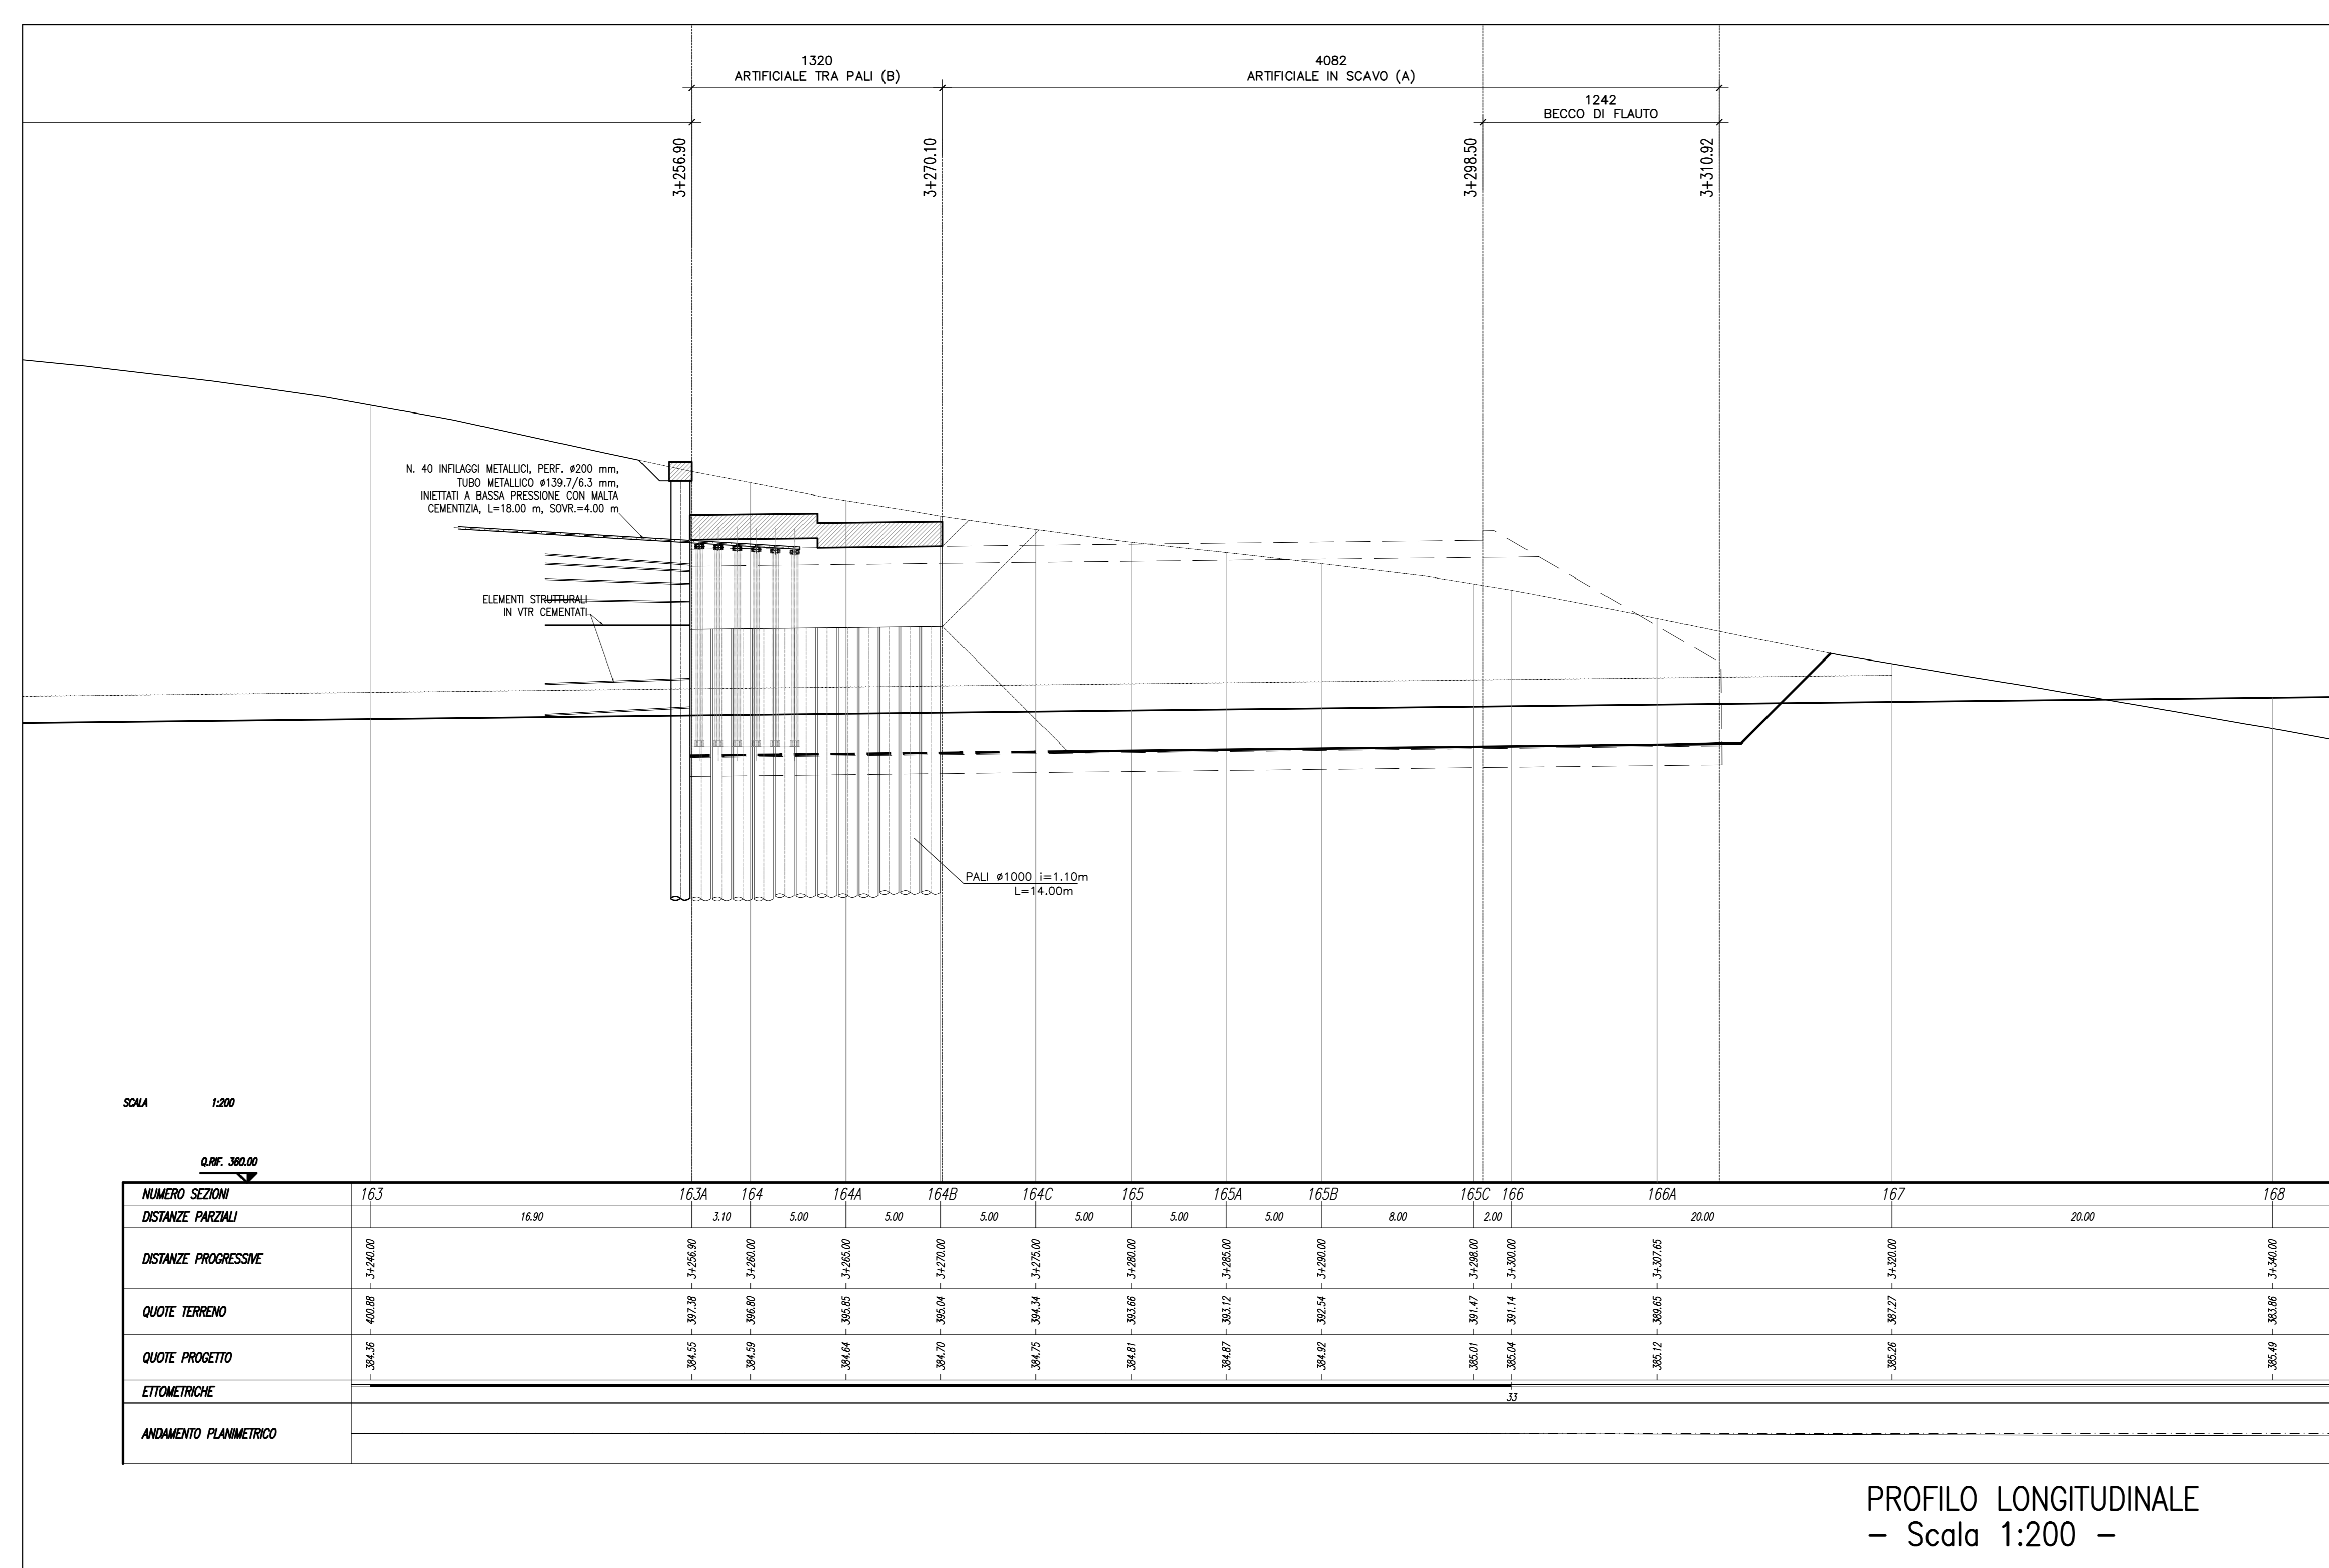 1320
ARTIFICIALE TRA PALI (B)
4082
ARTIFICIALE IN SCAVO (A)
1242
BECCO DI FLAUTO
3+256.90
3+270.10
3+298.50
3+310.92
N. 40 INFILAGGI METALLICI, PERF. ø200 mm,
TUBO METALLICO ø139.7/6.3 mm,
INIETTATI A BASSA PRESSIONE CON MALTA
CEMENTIZIA, L=18.00 m, SOVR.=4.00 m
ELEMENTI STRUTTURALI
IN VTR CEMENTATI
PALI ø1000 i=1.10m
L=14.00m
SCALA 1:200
Q.RIF. 360.00
NUMERO SEZIONI 163 163A 164 164A 164B 164C 165 165A 165B 165C 166 166A 167 168
DISTANZE PARZIALI 16.90 3.10 5.00 5.00 5.00 5.00 5.00 5.00 8.00 2.00 20.00 20.00
DISTANZE PROGRESSIVE 3+240.00 3+256.90 3+260.00 3+265.00 3+270.00 3+275.00 3+280.00 3+285.00 3+290.00 3+298.00 3+300.00 3+307.65 3+320.00 3+340.00
QUOTE TERRENO 400.88 397.38 396.80 395.85 395.04 394.34 393.66 393.12 392.54 391.47 391.14 389.65 387.27 383.86
QUOTE PROGETTO 384.36 384.55 384.59 384.64 384.70 384.75 384.81 384.87 384.92 385.01 385.04 385.12 385.26 385.49
ETTOMETRICHE 33
ANDAMENTO PLANIMETRICO
PROFILO LONGITUDINALE
– Scala 1:200 –